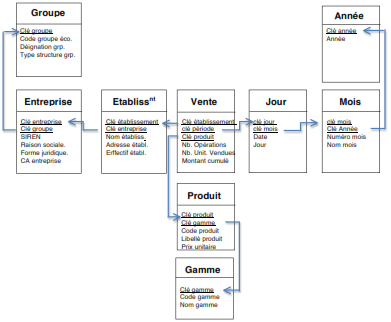 Groupe
Clé groupe
Code groupe éco.
Désignation grp.
Type structure grp.
Année
Clé année
Année
Entreprise
Clé entreprise
Clé groupe
SIREN
Raison sociale.
Forme juridique.
CA entreprise
Etablissnt
Clé établissement
Clé entreprise
Nom établiss.
Adresse établ.
Erffectif établ.
Vente
Clé établissement
clé période
Clé produit
Nb. Opérations
Nb. Unit. Vendues
Montant cumulé
Jour
clé jour
clé mois
Date
Jour
Mois
clé mois
Clé Année
Numéro mois
Nom mois
Produit
Clé produit
Clé gamme
Code produit
Libellé produit
Prix unitaire
Gamme
Clé gamme
Code gamme
Nom gamme